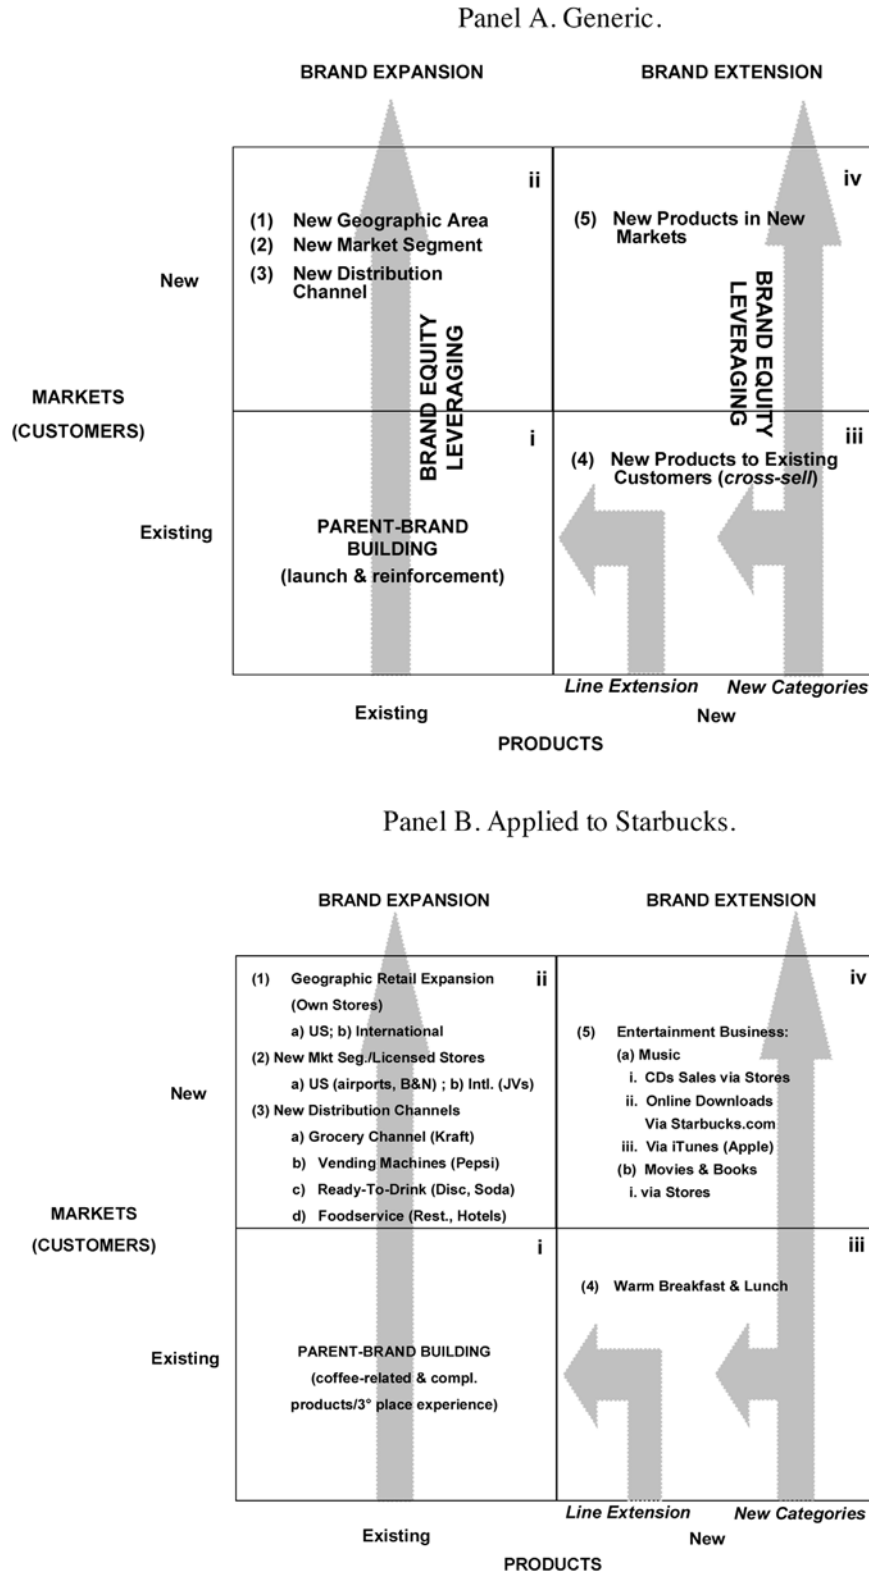 Panel A. Generic.
BRAND EXPANSION
BRAND EXTENSION
ii
iv
(1) New Geographic Area
(2) New Market Segment
(3) New Distribution
Channel
(5) New Products in New
Markets
New
BRAND EQUITY
LEVERAGING
BRAND EQUITY
LEVERAGING
MARKETS
(CUSTOMERS)
i
iii
(4) New Products to Existing
Customers (cross-sell)
Existing
PARENT-BRAND
BUILDING
(launch & reinforcement)
Line Extension
New Categories
Existing
New
PRODUCTS
Panel B. Applied to Starbucks.
BRAND EXPANSION
BRAND EXTENSION
ii
iv
(1) Geographic Retail Expansion
(Own Stores)
a) US; b) International
(2) New Mkt Seg./Licensed Stores
a) US (airports, B&N) ; b) Intl. (JVs)
(3) New Distribution Channels
a) Grocery Channel (Kraft)
b) Vending Machines (Pepsi)
c) Ready-To-Drink (Disc, Soda)
d) Foodservice (Rest., Hotels)
(5) Entertainment Business:
(a) Music
i. CDs Sales via Stores
ii. Online Downloads
Via Starbucks.com
iii. Via iTunes (Apple)
(b) Movies & Books
i. via Stores
New
MARKETS
(CUSTOMERS)
i
iii
(4) Warm Breakfast & Lunch
Existing
PARENT-BRAND BUILDING
(coffee-related & compl.
products/3° place experience)
Line Extension
New Categories
Existing
New
PRODUCTS